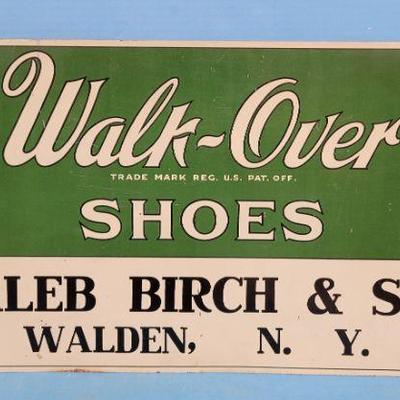 Walk-Over
TRADE MARK REG. U.S. PAT. OFF.
SHOES
ALEB BIRCH & S
WALDEN, N. Y.